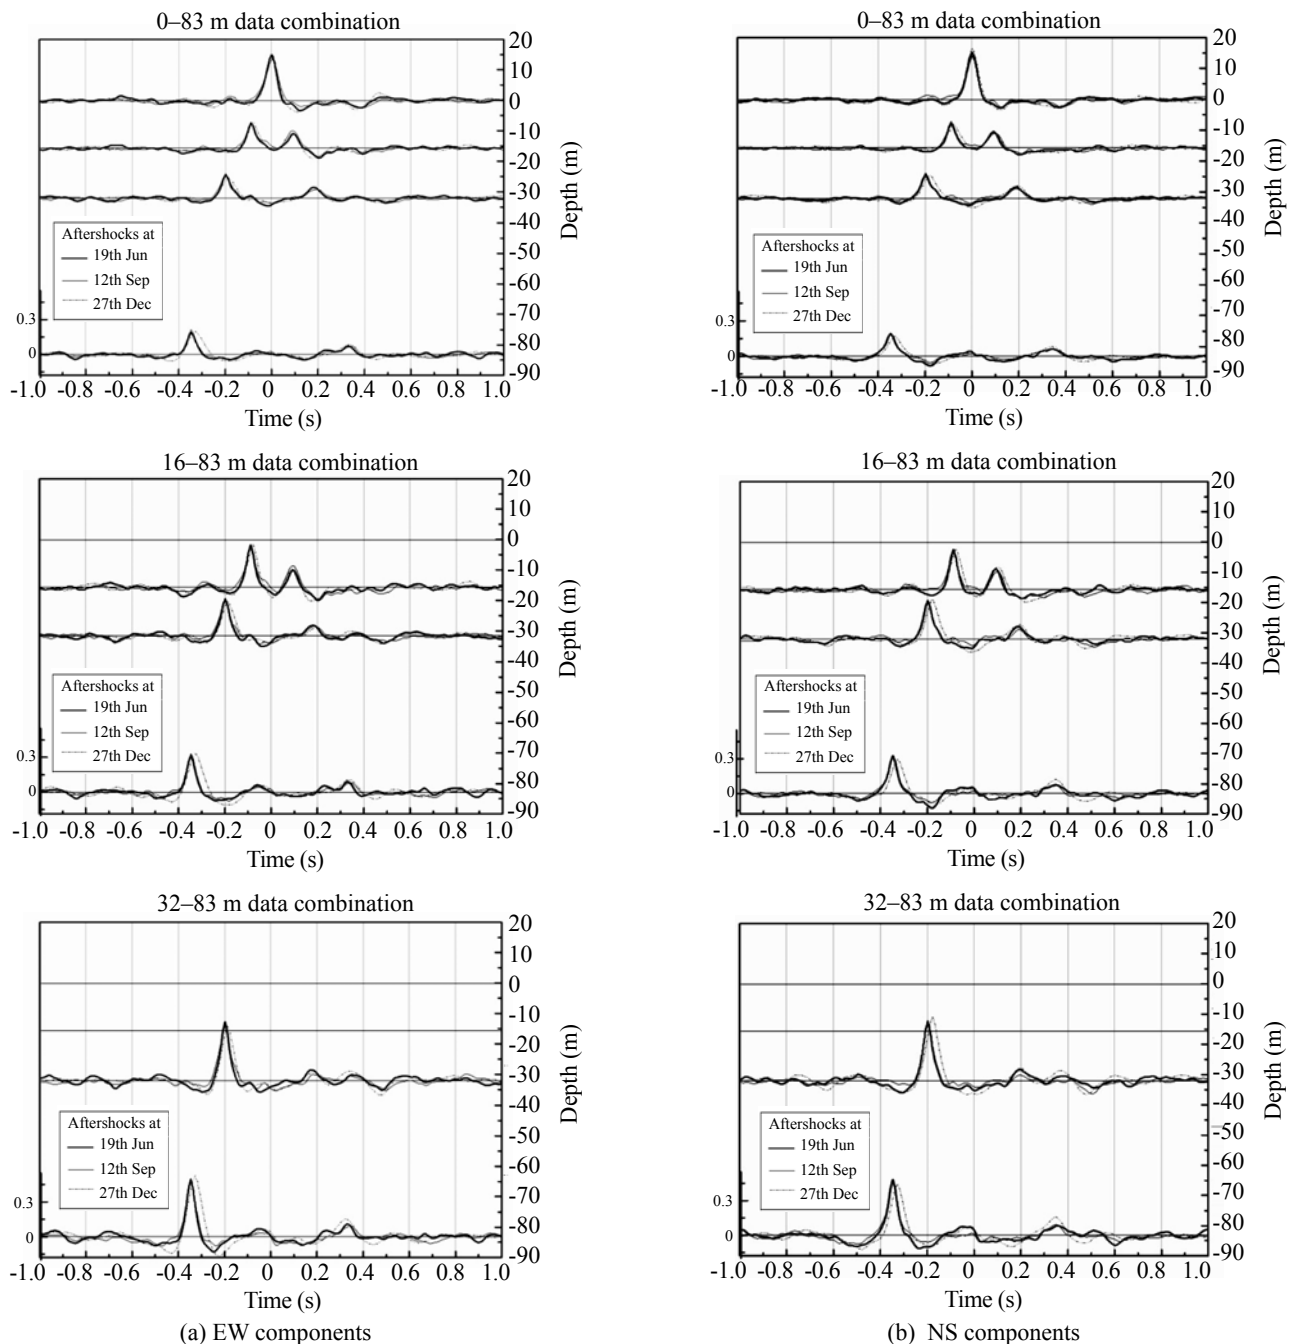 0–83 m data combination
20
10
0
-10
-20
-30
-40
-50
-60
-70
-80
-90
Depth (m)
Aftershocks at
19th Jun
12th Sep
27th Dec
0.3
0
-1.0 -0.8 -0.6 -0.4 -0.2 0 0.2 0.4 0.6 0.8 1.0
Time (s)
0–83 m data combination
20
10
0
-10
-20
-30
-40
-50
-60
-70
-80
-90
Depth (m)
Aftershocks at
19th Jun
12th Sep
27th Dec
0.3
0
-1.0 -0.8 -0.6 -0.4 -0.2 0 0.2 0.4 0.6 0.8 1.0
Time (s)
16–83 m data combination
20
10
0
-10
-20
-30
-40
-50
-60
-70
-80
-90
Depth (m)
Aftershocks at
19th Jun
12th Sep
27th Dec
0.3
0
-1.0 -0.8 -0.6 -0.4 -0.2 0 0.2 0.4 0.6 0.8 1.0
Time (s)
16–83 m data combination
20
10
0
-10
-20
-30
-40
-50
-60
-70
-80
-90
Depth (m)
Aftershocks at
19th Jun
12th Sep
27th Dec
0.3
0
-1.0 -0.8 -0.6 -0.4 -0.2 0 0.2 0.4 0.6 0.8 1.0
Time (s)
32–83 m data combination
20
10
0
-10
-20
-30
-40
-50
-60
-70
-80
-90
Depth (m)
Aftershocks at
19th Jun
12th Sep
27th Dec
0.3
0
-1.0 -0.8 -0.6 -0.4 -0.2 0 0.2 0.4 0.6 0.8 1.0
Time (s)
(a) EW components
32–83 m data combination
20
10
0
-10
-20
-30
-40
-50
-60
-70
-80
-90
Depth (m)
Aftershocks at
19th Jun
12th Sep
27th Dec
0.3
0
-1.0 -0.8 -0.6 -0.4 -0.2 0 0.2 0.4 0.6 0.8 1.0
Time (s)
(b) NS components